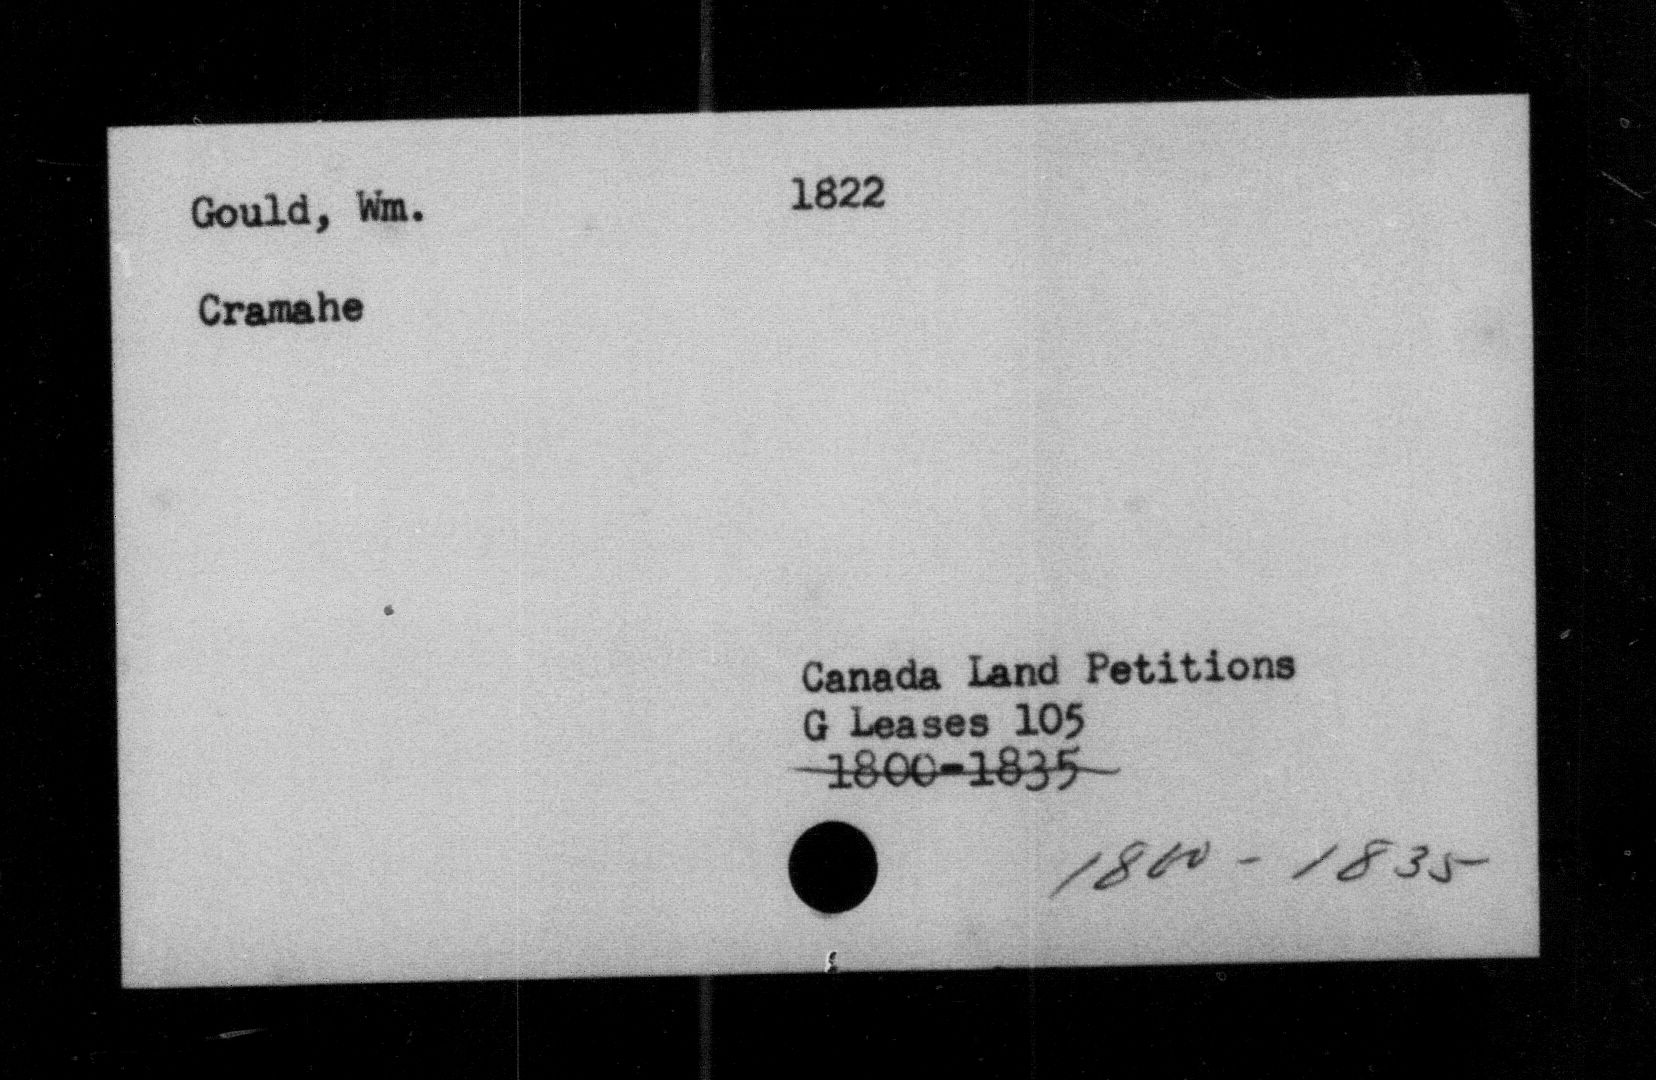 Gould, Wm. 1822
Cramahe
Canada Land Petitions
G Leases 105
1800-1835
1800 - 1835